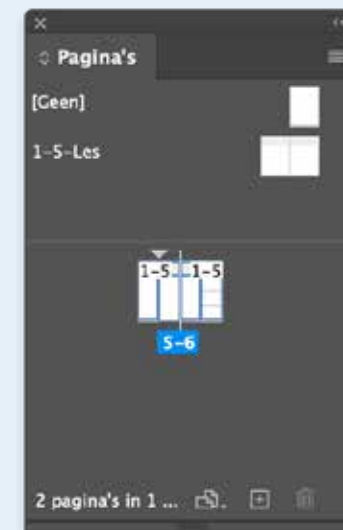 Pagina's
[Geen]
1-5-Les
1-5 1-5
5-6
2 pagina's in 1 ...